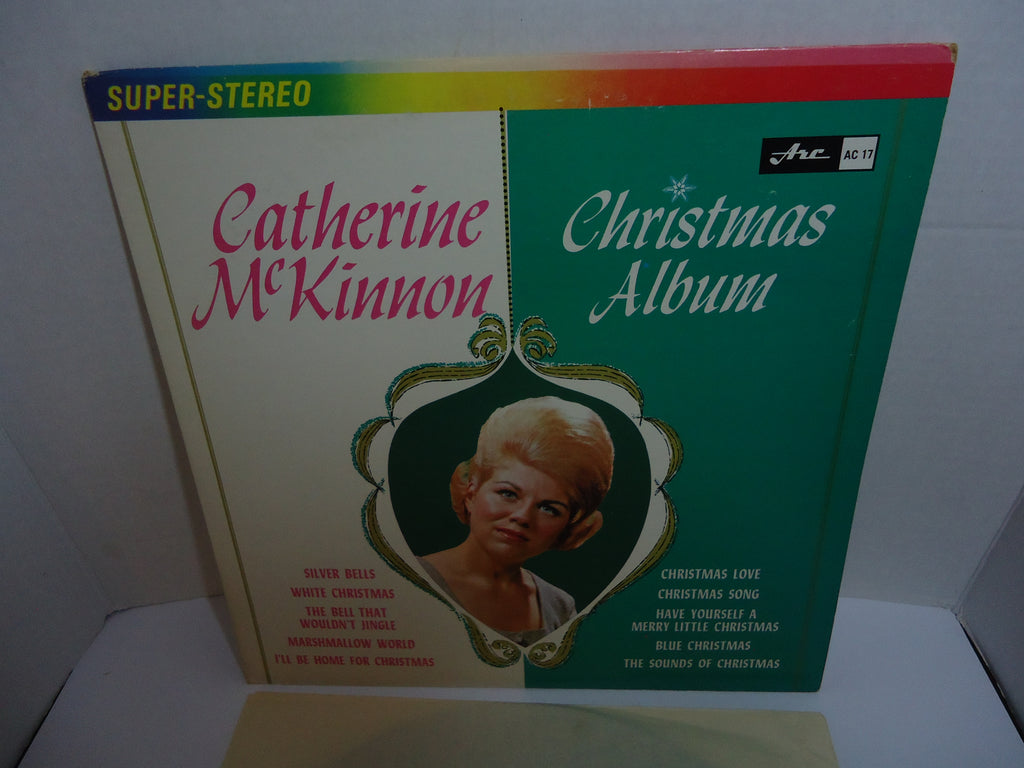 SUPER-STEREO
Arc
AC 17
Catherine
McKinnon
Christmas
Album
SILVER BELLS
WHITE CHRISTMAS
THE BELL THAT
WOULDN'T JINGLE
MARSHMALLOW WORLD
I'LL BE HOME FOR CHRISTMAS
CHRISTMAS LOVE
CHRISTMAS SONG
HAVE YOURSELF A
MERRY LITTLE CHRISTMAS
BLUE CHRISTMAS
THE SOUNDS OF CHRISTMAS